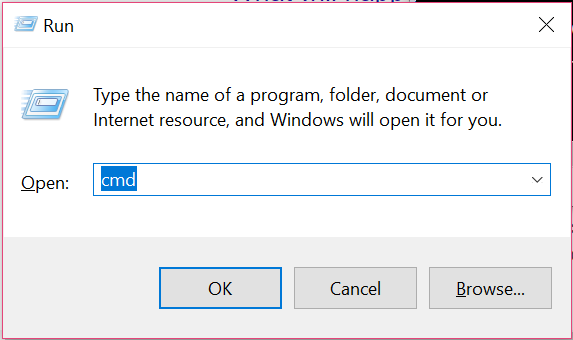 Run
Type the name of a program, folder, document or
Internet resource, and Windows will open it for you.
Open: cmd
OK Cancel Browse...